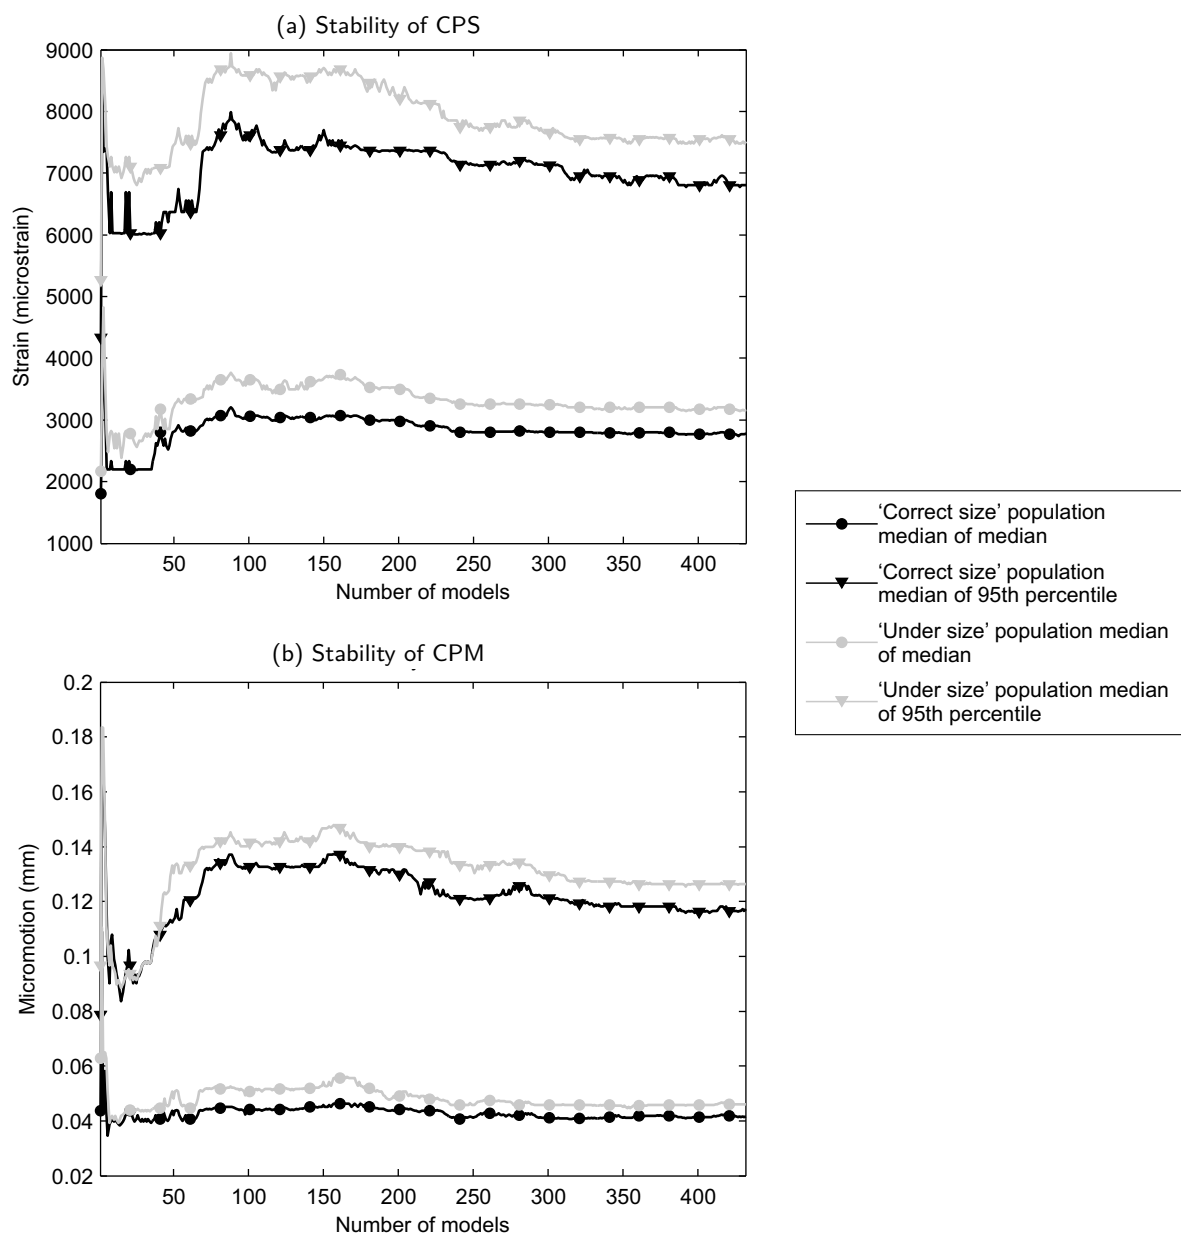 (a) Stability of CPS
9000
8000
7000
6000
5000
4000
3000
2000
1000
Strain (microstrain)
50 100 150 200 250 300 350 400
Number of models
(b) Stability of CPM
0.2
0.18
0.16
0.14
0.12
0.1
0.08
0.06
0.04
0.02
Micromotion (mm)
50 100 150 200 250 300 350 400
Number of models
‘Correct size’ population
median of median
‘Correct size’ population
median of 95th percentile
‘Under size’ population median
of median
‘Under size’ population median
of 95th percentile